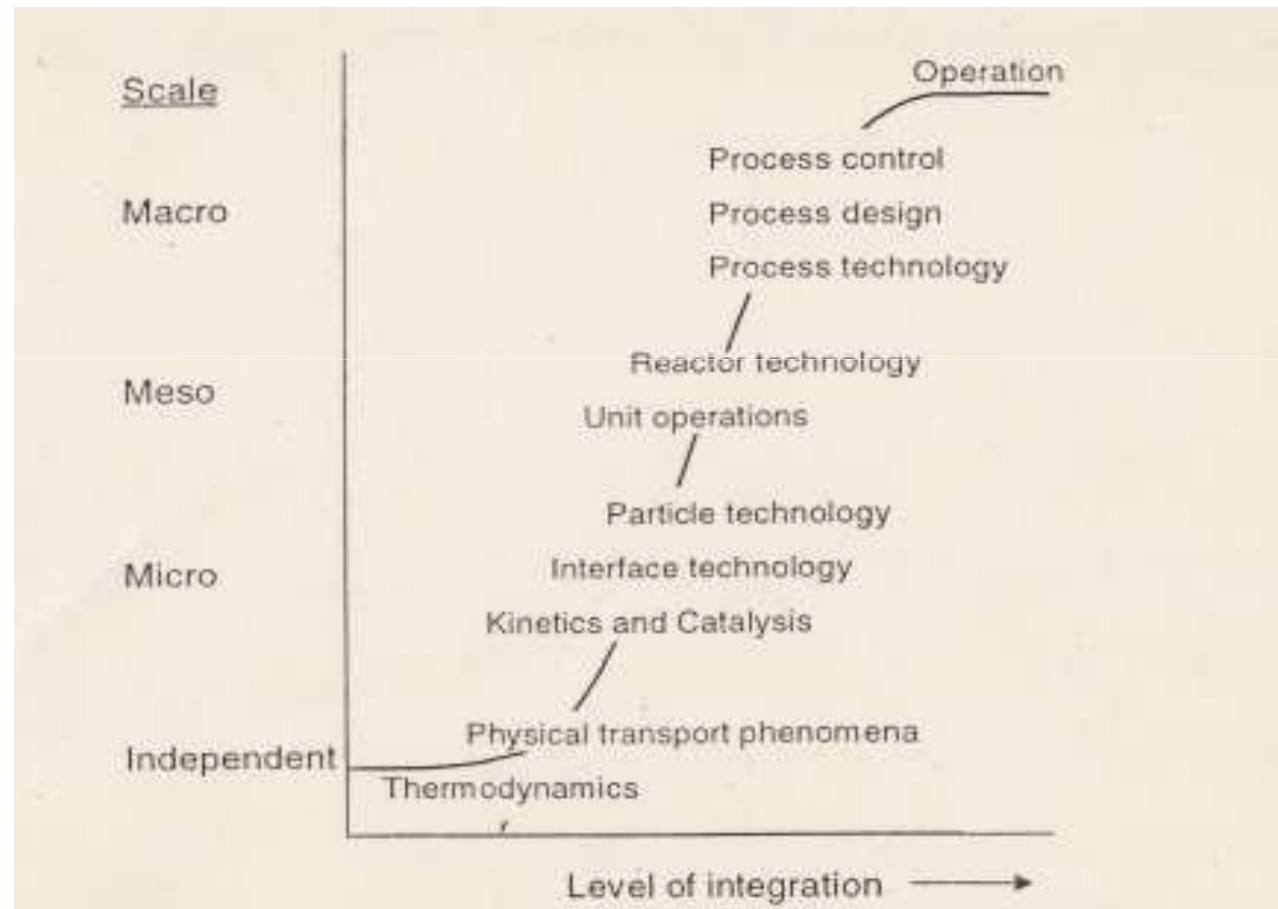 Scale
Operation
Process control
Macro
Process design
Process technology
Reactor technology
Meso
Unit operations
Particle technology
Interface technology
Micro
Kinetics and Catalysis
Physical transport phenomena
Independent
Thermodynamics
Level of integration